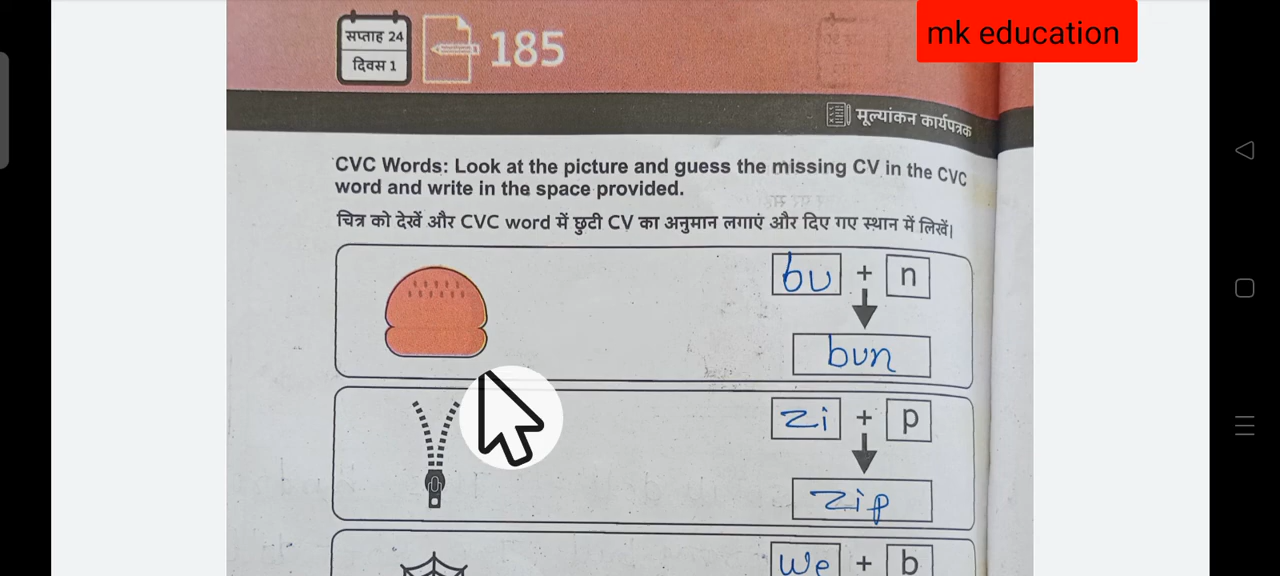 mk education
सप्ताह 24
दिवस 1
185
मूल्यांकन कार्यपत्रक
CVC Words: Look at the picture and guess the missing CV in the CVC
word and write in the space provided.
चित्र को देखें और CVC word में छुटी CV का अनुमान लगाएं और दिए गए स्थान में लिखें|
bu + n
bun
zi + p
zip
we + b